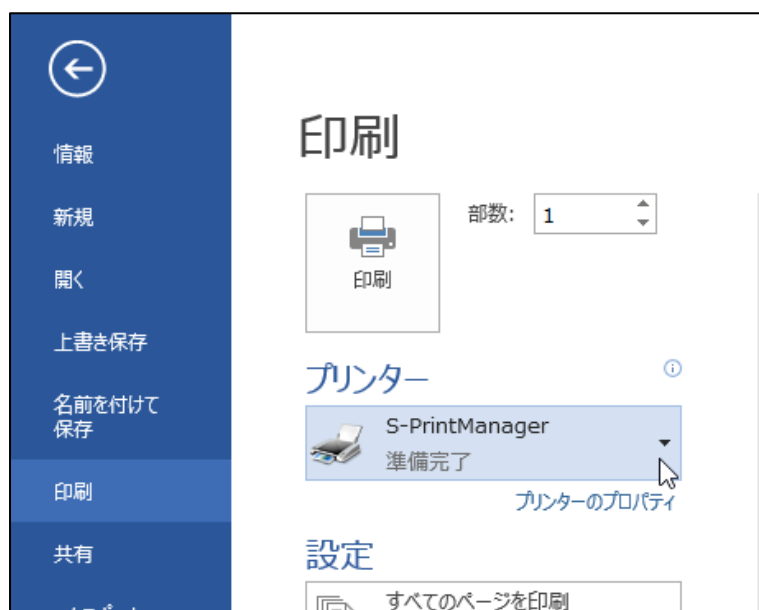 情報
新規
開く
上書き保存
名前を付けて
保存
印刷
共有
印刷
印刷
部数:
1
プリンター
S-PrintManager
準備完了
プリンターのプロパティ
設定
すべてのページを印刷